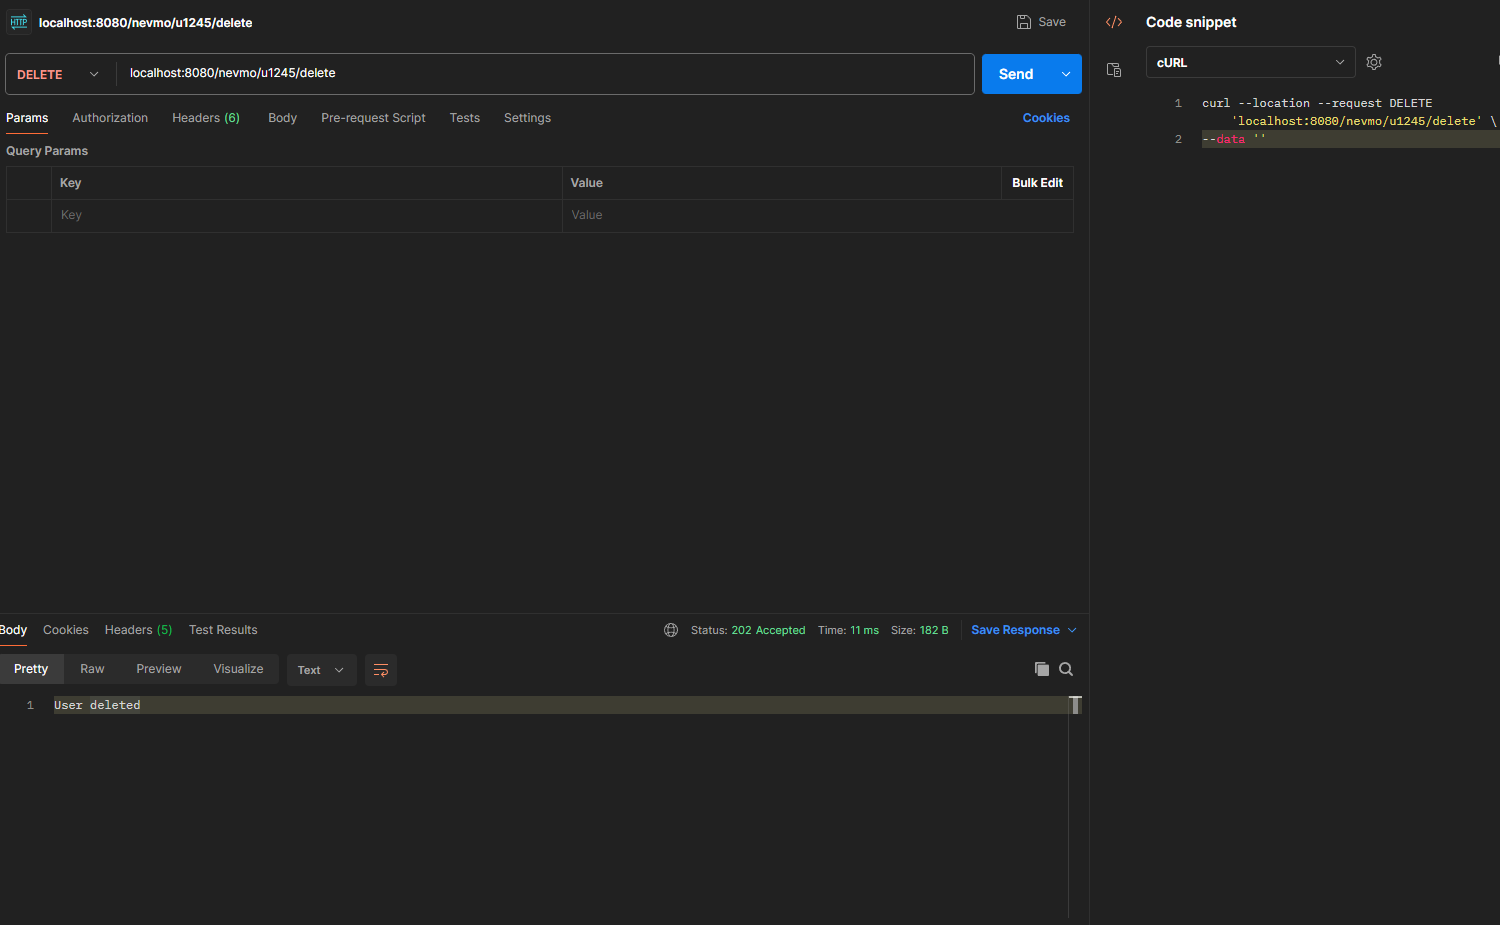 HTTP localhost:8080/nevmo/u1245/delete Save
DELETE localhost:8080/nevmo/u1245/delete Send
Params Authorization Headers (6) Body Pre-request Script Tests Settings Cookies
Query Params
Key Value Bulk Edit
Key Value
Body Cookies Headers (5) Test Results Status: 202 Accepted Time: 11 ms Size: 182 B Save Response
Pretty Raw Preview Visualize Text
1 User deleted
</> Code snippet
cURL
1 curl --location --request DELETE
'localhost:8080/nevmo/u1245/delete' \
2 --data ''